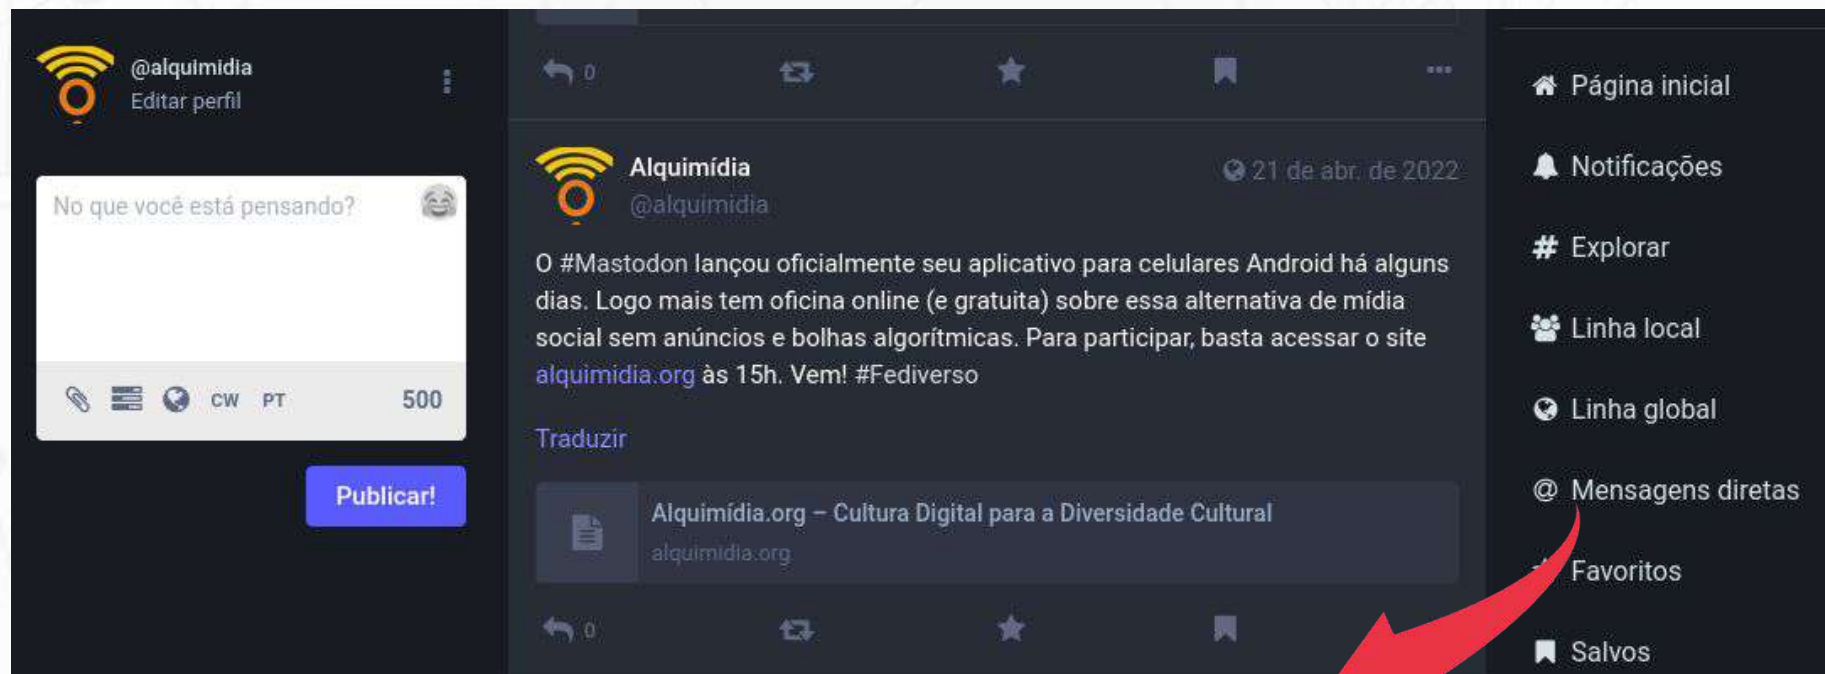 @alquimidia
Editar perfil
No que você está pensando?
CW PT 500
Publicar!
0
Alquimídia
21 de abr. de 2022
@alquimidia
O #Mastodon lançou oficialmente seu aplicativo para celulares Android há alguns
dias. Logo mais tem oficina online (e gratuita) sobre essa alternativa de mídia
social sem anúncios e bolhas algorítmicas. Para participar, basta acessar o site
alquimidia.org às 15h. Vem! #Fediverso
Traduzir
Alquimídia.org – Cultura Digital para a Diversidade Cultural
alquimidia.org
0
Página inicial
Notificações
# Explorar
Linha local
Linha global
@ Mensagens diretas
Favoritos
Salvos